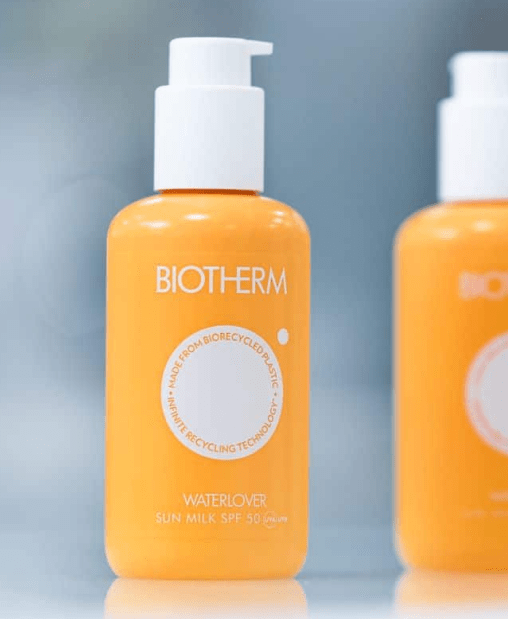 BIOTHERM
• MADE FROM BIORECYCLED PLASTIC •
INFINITE RECYCLING TECHNOLOGY
WATERLOVER
SUN MILK SPF 50